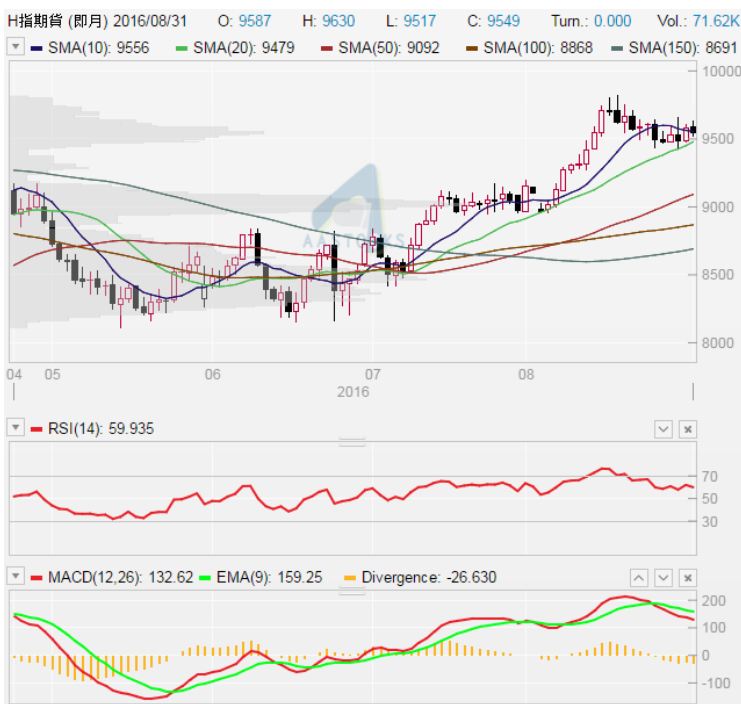 H指期貨 (即月) 2016/08/31 O: 9587 H: 9630 L: 9517 C: 9549 Turn.: 0.000 Vol.: 71.62K
SMA(10): 9556 SMA(20): 9479 SMA(50): 9092 SMA(100): 8868 SMA(150): 8691
10000
9500
9000
AASTOCKS
8500
8000
04 05 06 07 08
2016
RSI(14): 59.935
70
50
30
MACD(12,26): 132.62 EMA(9): 159.25 Divergence: -26.630
200
100
0
-100